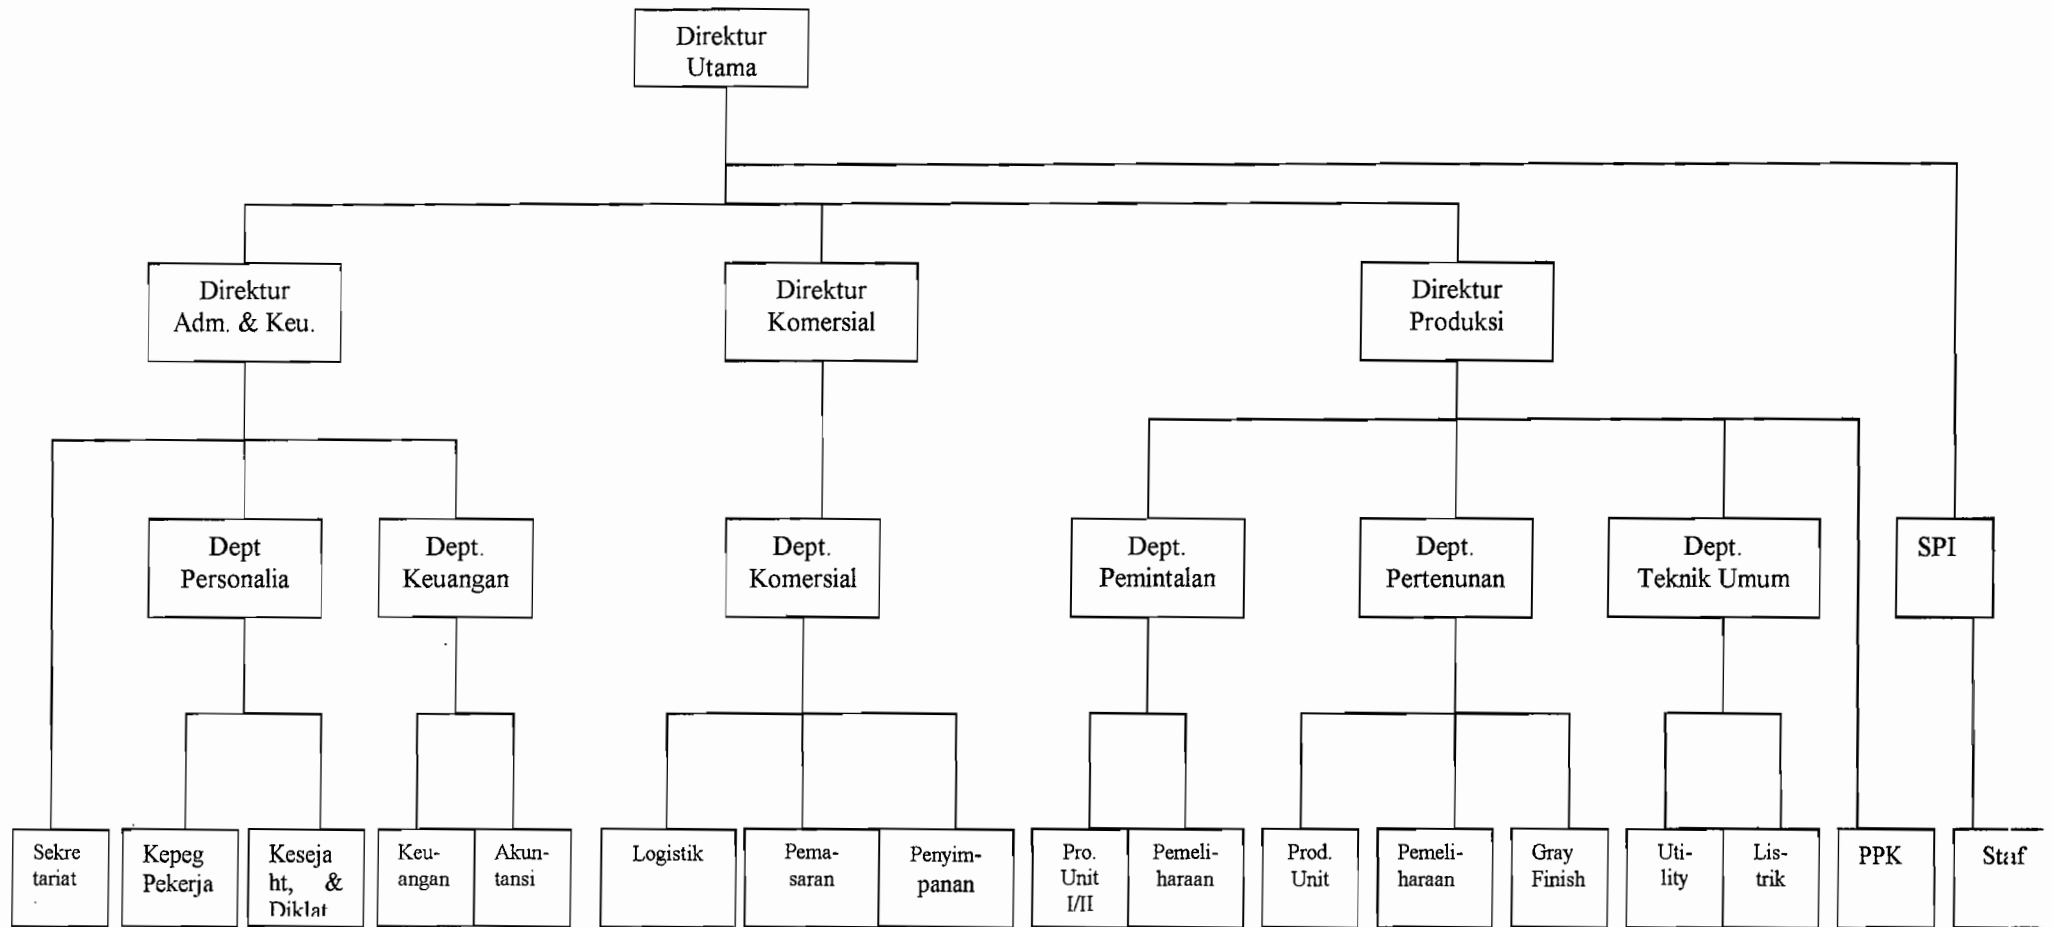 Direktur
Utama
Direktur
Adm. & Keu.
Direktur
Komersial
Direktur
Produksi
Dept
Personalia
Dept.
Keuangan
Dept.
Komersial
Dept.
Pemintalan
Dept.
Pertenunan
Dept.
Teknik Umum
SPI
Sekre
tariat
Kepeg
Pekerja
Keseja
ht, &
Diklat
Keu-
angan
Akun-
tansi
Logistik
Pema-
saran
Penyim-
panan
Pro.
Unit
I/II
Pemeli-
haraan
Prod.
Unit
Pemeli-
haraan
Gray
Finish
Uti-
lity
Lis-
trik
PPK
Staf